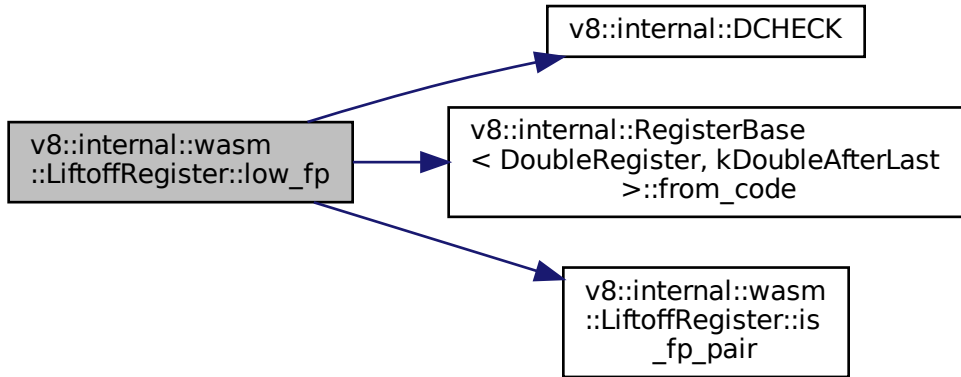 v8::internal::DCHECK
v8::internal::wasm
::LiftoffRegister::low_fp
v8::internal::RegisterBase
< DoubleRegister, kDoubleAfterLast
>::from_code
v8::internal::wasm
::LiftoffRegister::is
_fp_pair